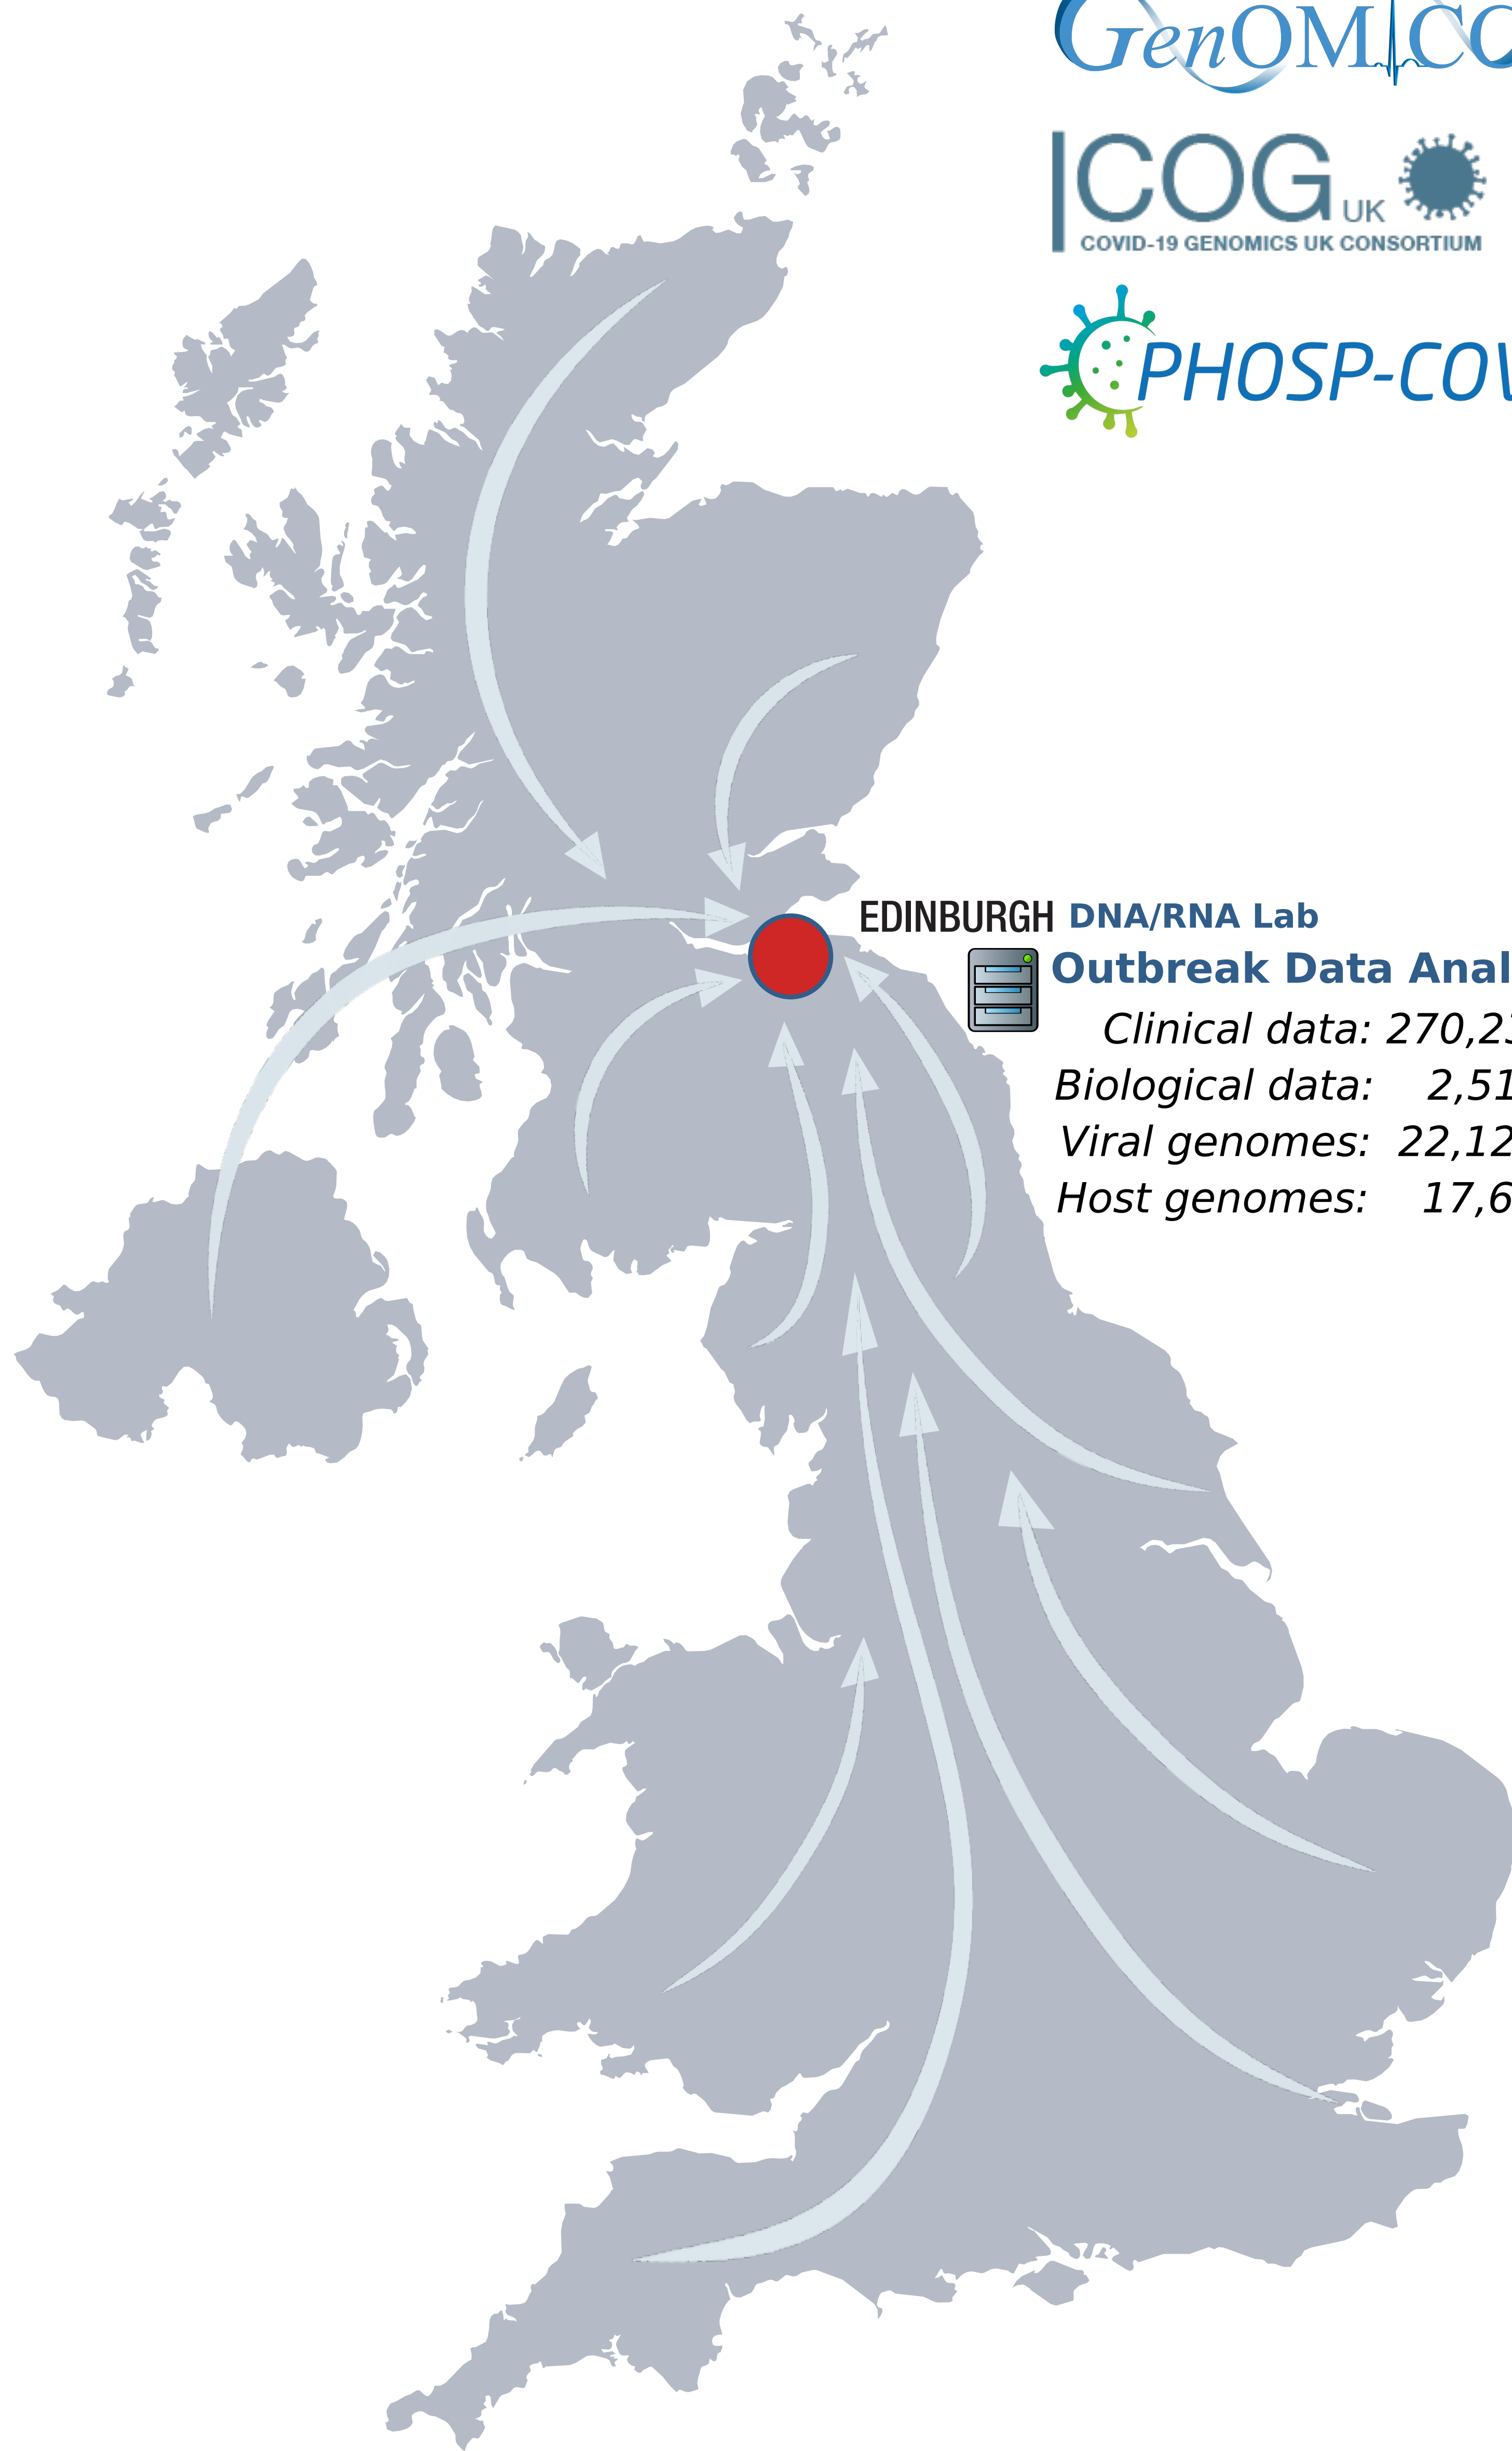 GenOMICC
COG UK
COVID-19 GENOMICS UK CONSORTIUM
PHOSP-COV
EDINBURGH DNA/RNA Lab
Outbreak Data Anal
Clinical data: 270,23
Biological data: 2,51
Viral genomes: 22,12
Host genomes: 17,6